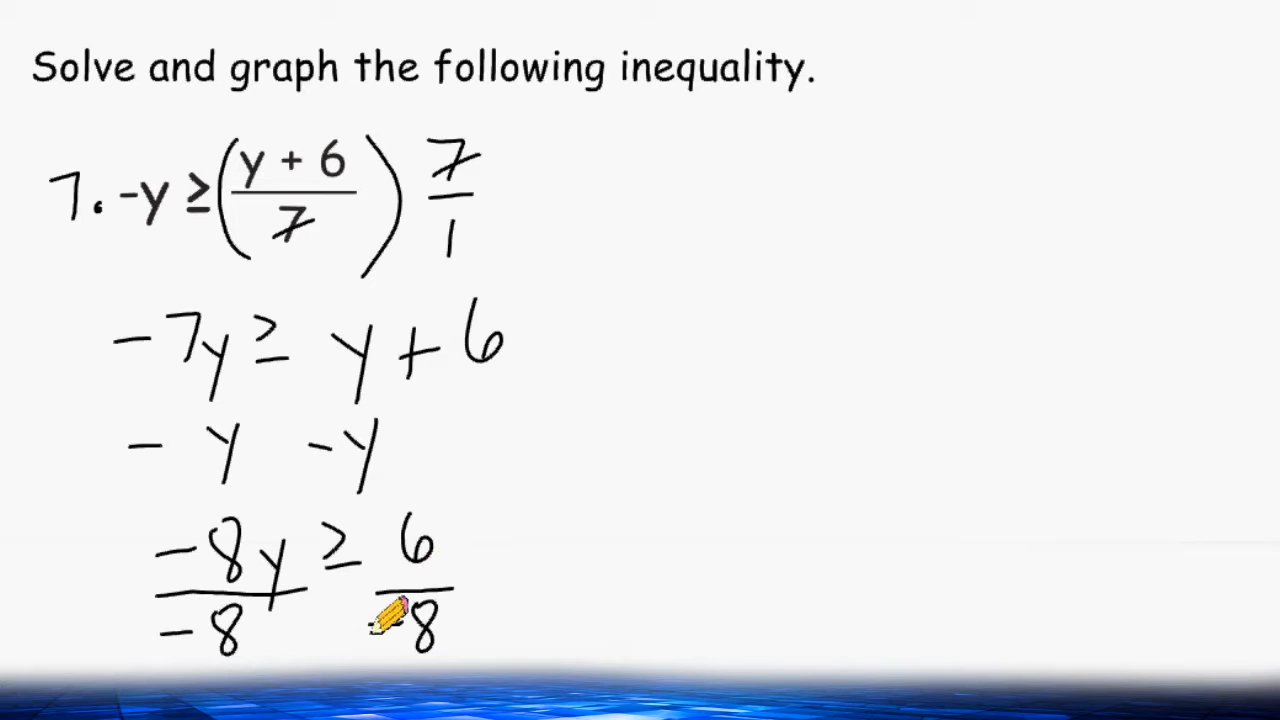 Solve and graph the following inequality.
7. -y ≥ (y + 6 / 7) 7/1
-7y ≥ y + 6
- y -y
-8y ≥ 6
-8 -8